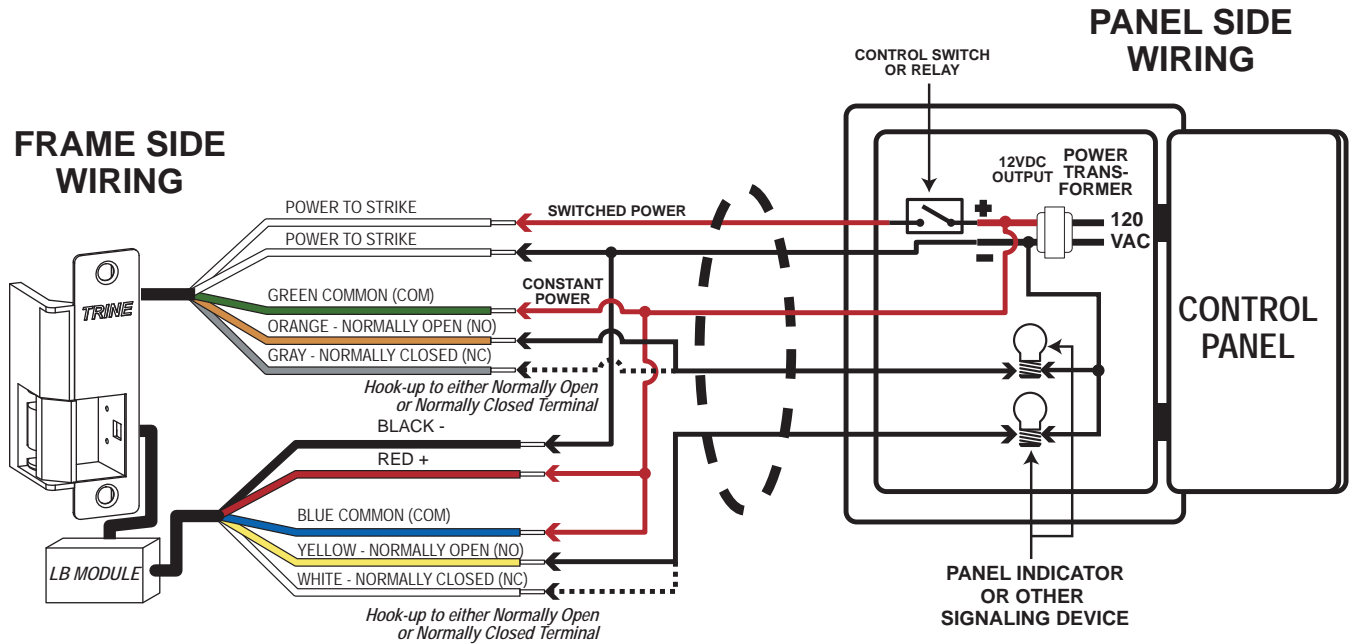 PANEL SIDE
WIRING
CONTROL SWITCH
OR RELAY
FRAME SIDE
WIRING
12VDC
OUTPUT
POWER
TRANS-
FORMER
POWER TO STRIKE
SWITCHED POWER
+
120
POWER TO STRIKE
VAC
–
TRINE
GREEN COMMON (COM)
CONSTANT
POWER
ORANGE - NORMALLY OPEN (NO)
GRAY - NORMALLY CLOSED (NC)
Hook-up to either Normally Open
or Normally Closed Terminal
CONTROL
PANEL
BLACK -
RED +
BLUE COMMON (COM)
YELLOW - NORMALLY OPEN (NO)
WHITE - NORMALLY CLOSED (NC)
LB MODULE
Hook-up to either Normally Open
or Normally Closed Terminal
PANEL INDICATOR
OR OTHER
SIGNALING DEVICE